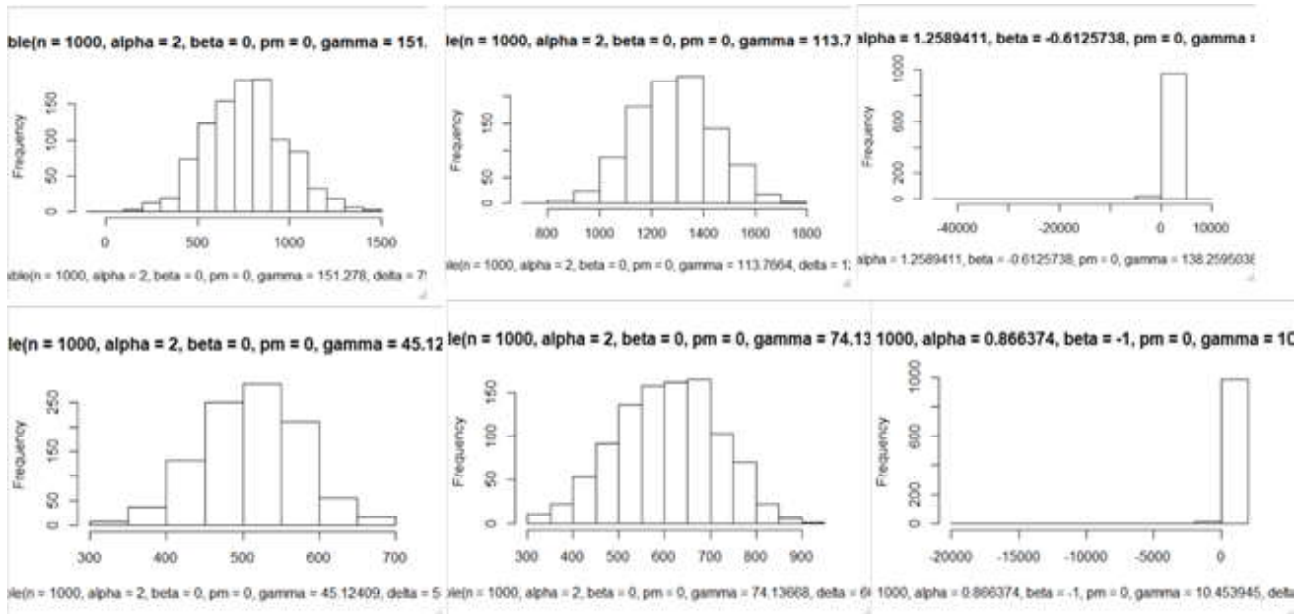 ble(n = 1000, alpha = 2, beta = 0, pm = 0, gamma = 151.
Frequency
0 50 100 150
0 500 1000 1500
ble(n = 1000, alpha = 2, beta = 0, pm = 0, gamma = 151.278, delta = 7
le(n = 1000, alpha = 2, beta = 0, pm = 0, gamma = 113.7
Frequency
0 50 150
800 1000 1200 1400 1600 1800
le(n = 1000, alpha = 2, beta = 0, pm = 0, gamma = 113.7664, delta = 1
alpha = 1.2589411, beta = -0.6125738, pm = 0, gamma =
Frequency
0 200 600 1000
-40000 -20000 0 10000
alpha = 1.2589411, beta = -0.6125738, pm = 0, gamma = 138.2595038
le(n = 1000, alpha = 2, beta = 0, pm = 0, gamma = 45.12
Frequency
0 50 150 250
300 400 500 600 700
ble(n = 1000, alpha = 2, beta = 0, pm = 0, gamma = 45.12409, delta = 5
le(n = 1000, alpha = 2, beta = 0, pm = 0, gamma = 74.13
Frequency
0 50 100 150
300 400 500 600 700 800 900
ble(n = 1000, alpha = 2, beta = 0, pm = 0, gamma = 74.13668, delta = 6
1000, alpha = 0.866374, beta = -1, pm = 0, gamma = 10
Frequency
0 200 600 1000
-20000 -15000 -10000 -5000 0
1000, alpha = 0.866374, beta = -1, pm = 0, gamma = 10.453945, delta